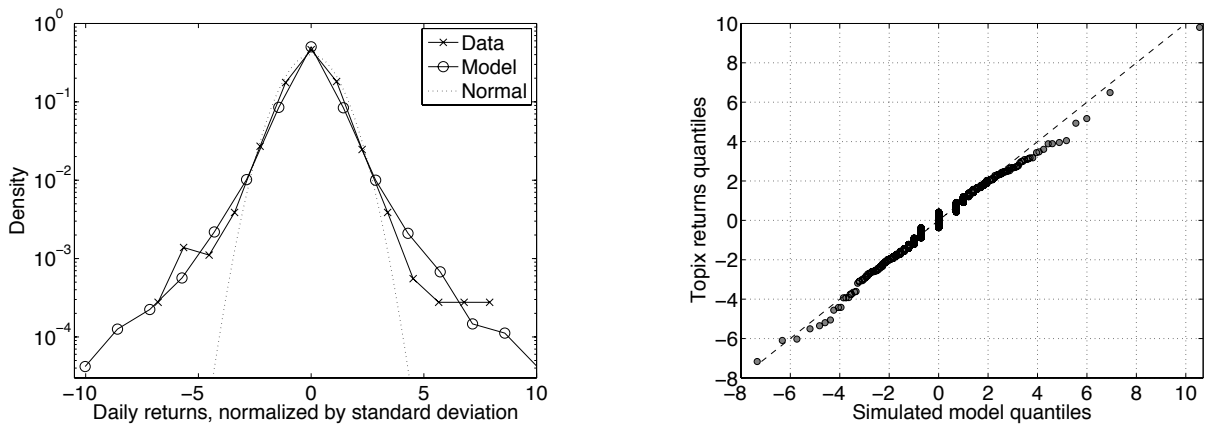 10^0
10^−1
10^−2
10^−3
10^−4
Density
Data
Model
Normal
−10 −5 0 5 10
Daily returns, normalized by standard deviation
10
8
6
4
2
0
−2
−4
−6
−8
Topix returns quantiles
−8 −6 −4 −2 0 2 4 6 8 10
Simulated model quantiles